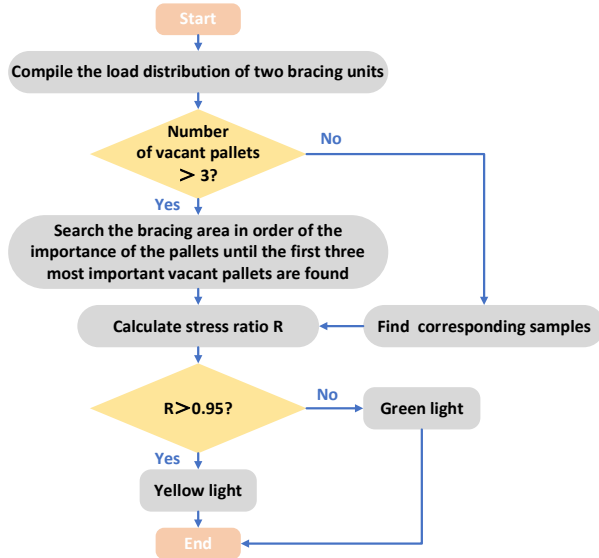 Start
Compile the load distribution of two bracing units
Number
of vacant pallets
＞ 3?
No
Yes
Search the bracing area in order of the
importance of the pallets until the first three
most important vacant pallets are found
Calculate stress ratio R
Find corresponding samples
R＞0.95?
No
Green light
Yes
Yellow light
End